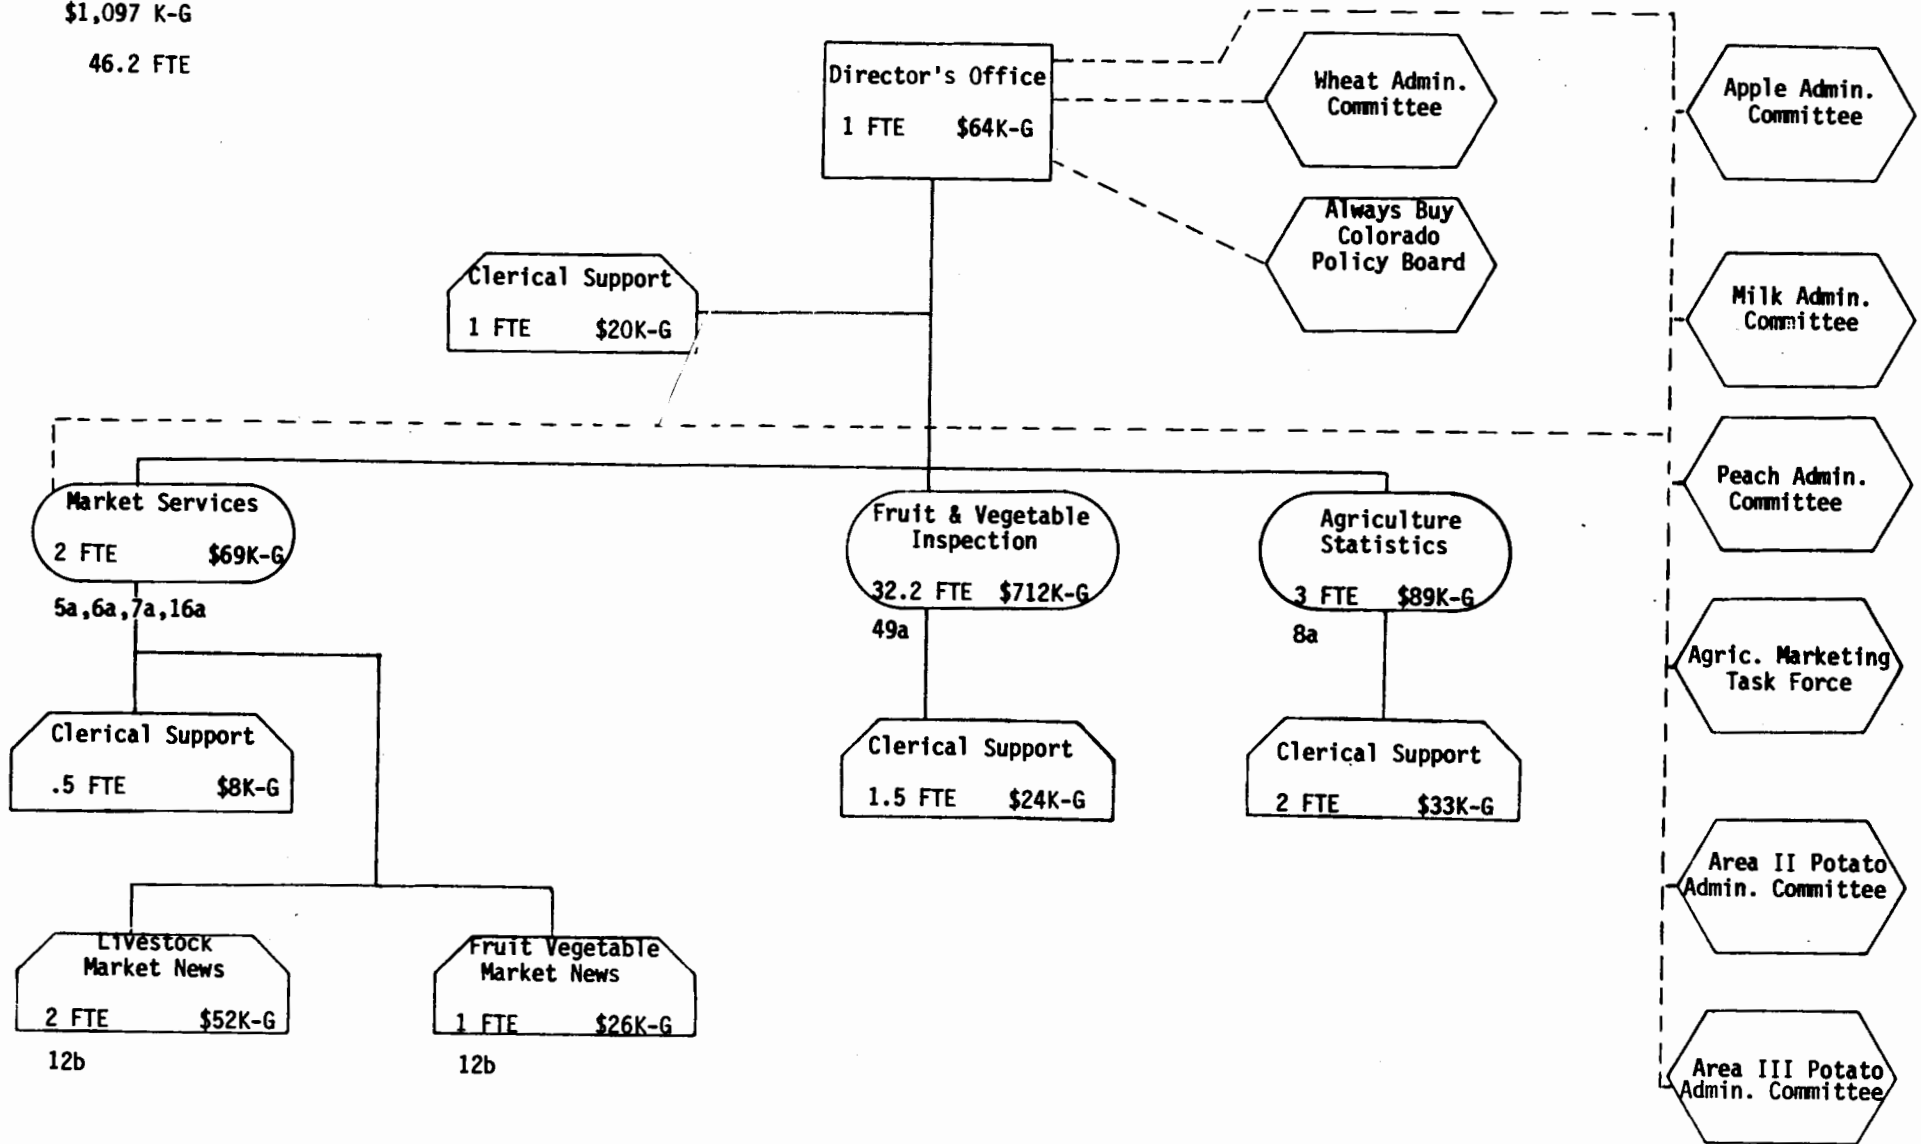 $1,097 K-G
46.2 FTE
Director's Office
1 FTE $64K-G
Wheat Admin.
Committee
Always Buy
Colorado
Policy Board
Apple Admin.
Committee
Milk Admin.
Committee
Peach Admin.
Committee
Agric. Marketing
Task Force
Area II Potato
Admin. Committee
Area III Potato
Admin. Committee
Clerical Support
1 FTE $20K-G
Market Services
2 FTE $69K-G
5a,6a,7a,16a
Clerical Support
.5 FTE $8K-G
Livestock
Market News
2 FTE $52K-G
12b
Fruit Vegetable
Market News
1 FTE $26K-G
12b
Fruit & Vegetable
Inspection
32.2 FTE $712K-G
49a
Clerical Support
1.5 FTE $24K-G
Agriculture
Statistics
3 FTE $89K-G
8a
Clerical Support
2 FTE $33K-G